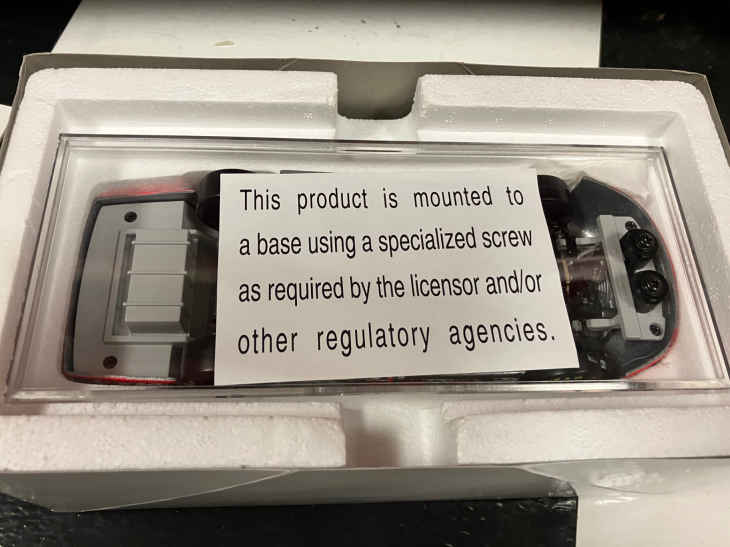 This product is mounted to
a base using a specialized screw
as required by the licensor and/or
other regulatory agencies.